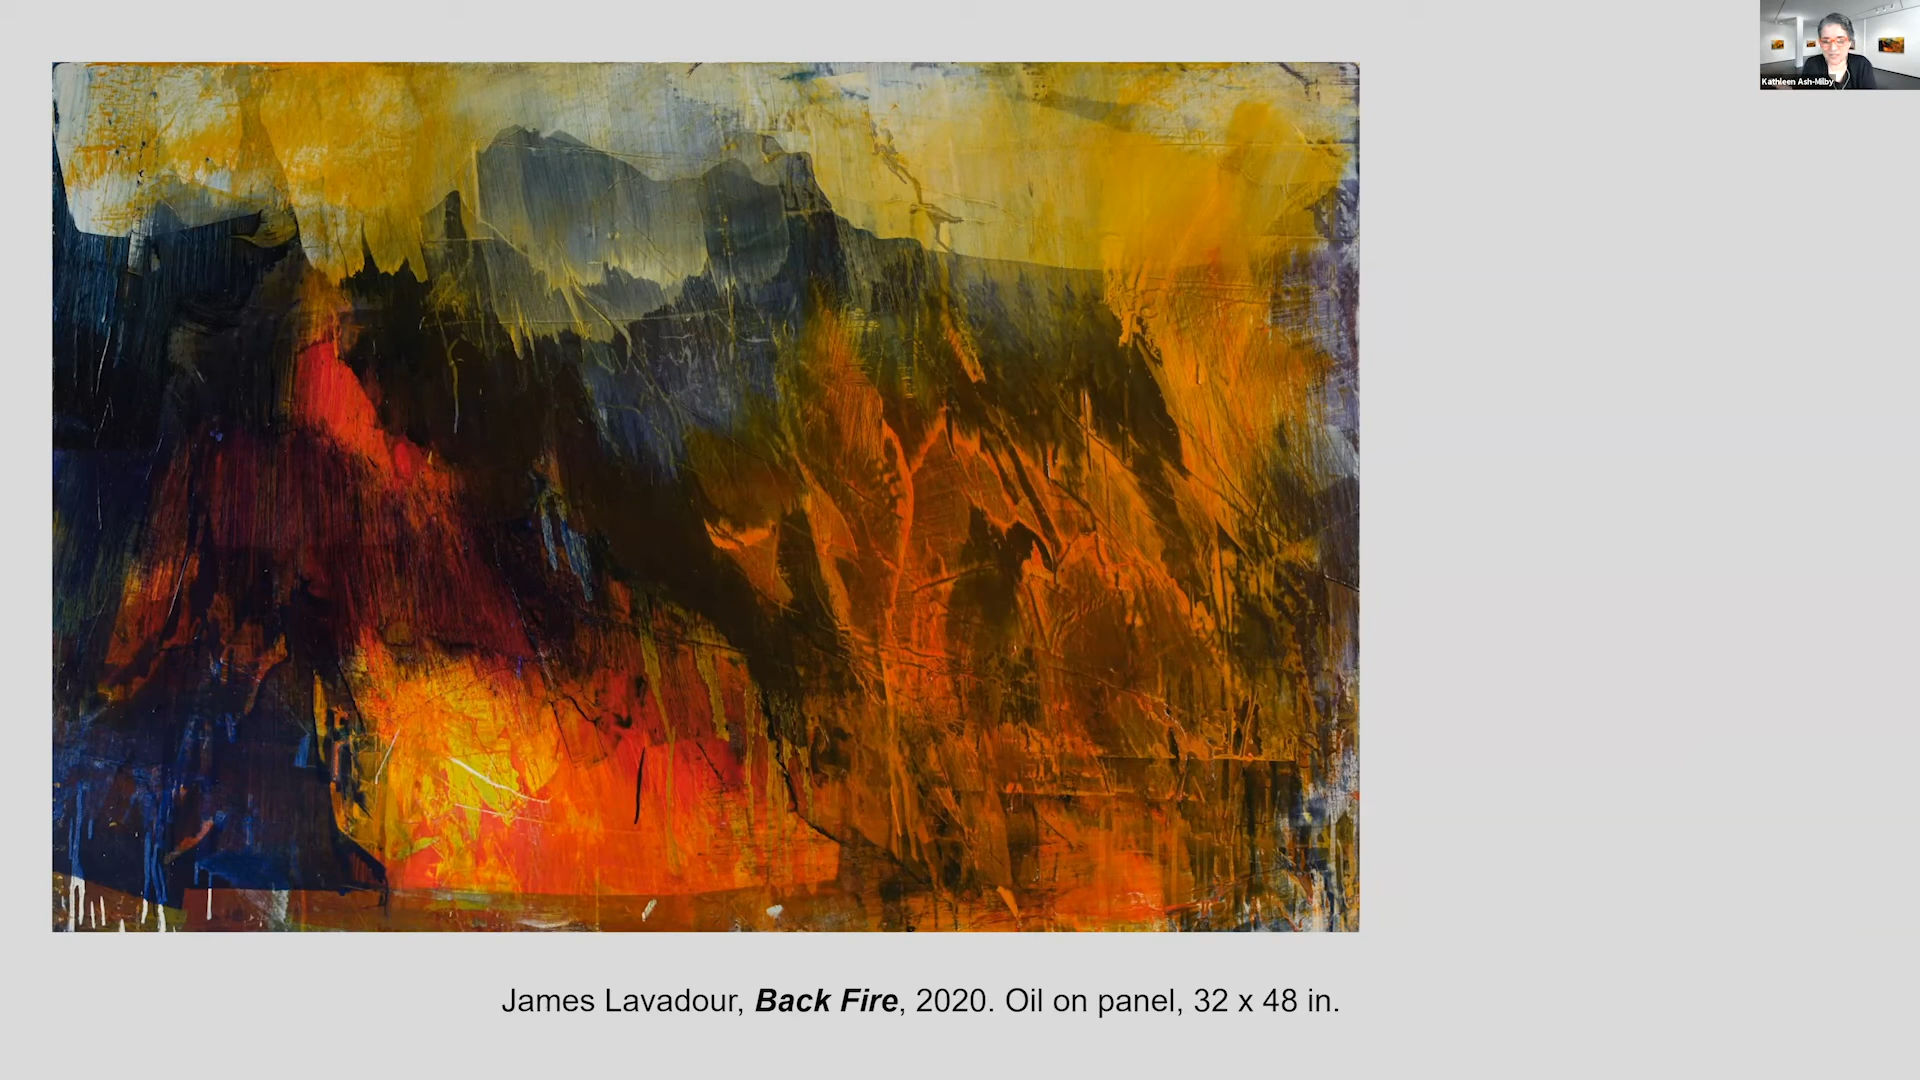 Kathleen Ash-Milby
James Lavadour, Back Fire, 2020. Oil on panel, 32 x 48 in.